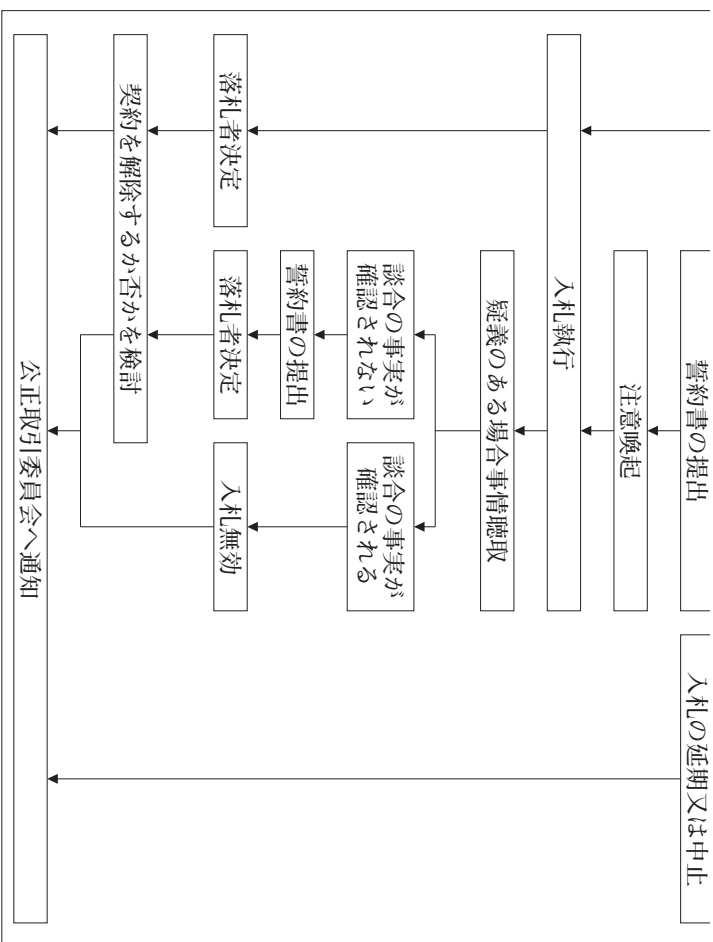 誓約書の提出
入札の延期又は中止
注意喚起
入札執行
疑義のある場合事情聴取
談合の事実が
確認されない
談合の事実が
確認される
誓約書の提出
落札者決定
落札者決定
入札無効
契約を解除するか否かを検討
公正取引委員会へ通知